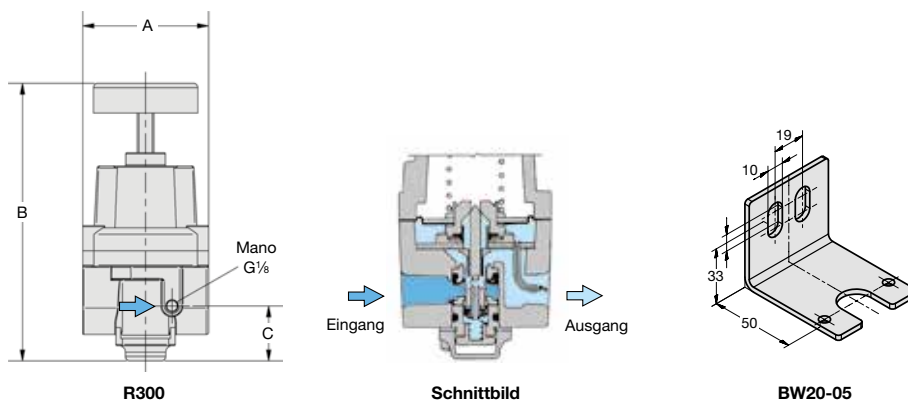 A
B
Mano
G⅛
C
R300
Eingang
Ausgang
Schnittbild
19
10
33
50
BW20-05